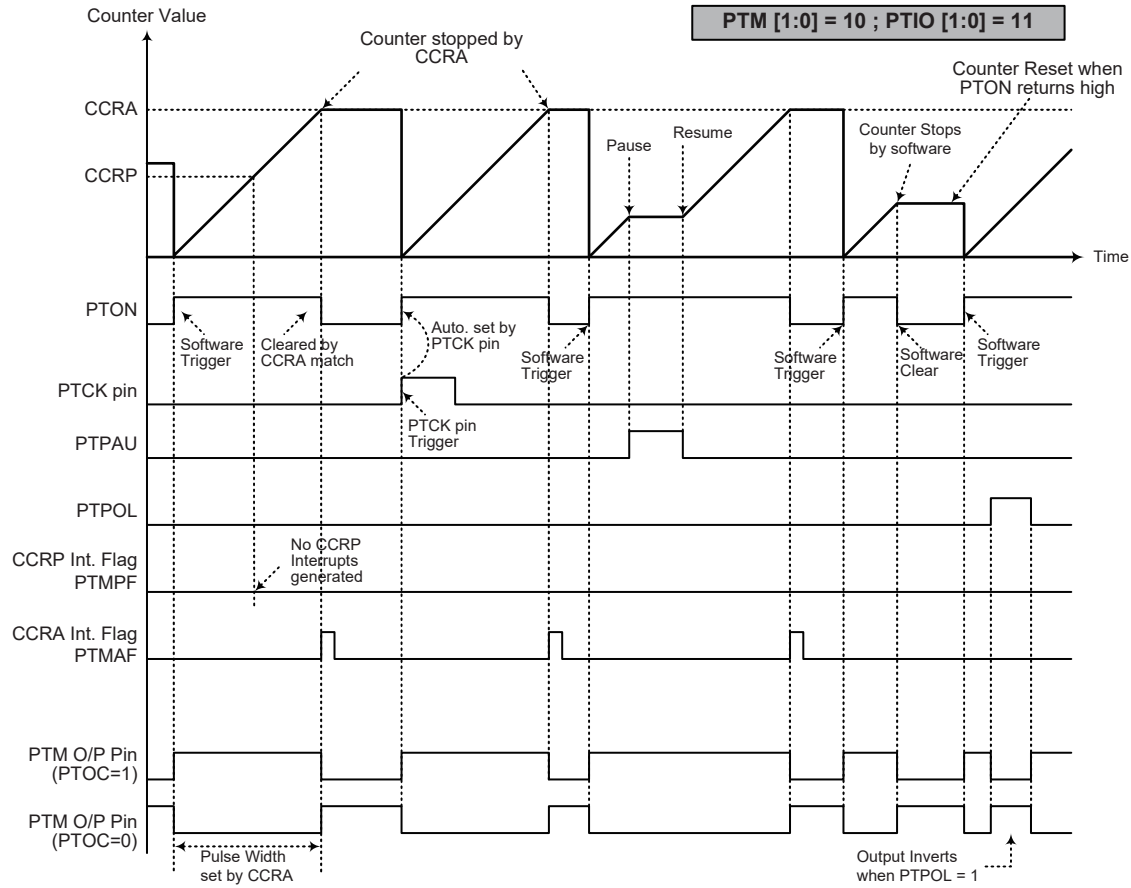 Counter Value
PTM [1:0] = 10 ; PTIO [1:0] = 11
Counter stopped by
CCRA
Counter Reset when
PTON returns high
CCRA
CCRP
Pause
Resume
Counter Stops
by software
Time
PTON
Software
Trigger
Cleared by
CCRA match
Auto. set by
PTCK pin
Software
Trigger
Software
Trigger
Software
Clear
Software
Trigger
PTCK pin
PTCK pin
Trigger
PTPAU
PTPOL
CCRP Int. Flag
PTMPF
No CCRP
Interrupts
generated
CCRA Int. Flag
PTMAF
PTM O/P Pin
(PTOC=1)
PTM O/P Pin
(PTOC=0)
Pulse Width
set by CCRA
Output Inverts
when PTPOL = 1